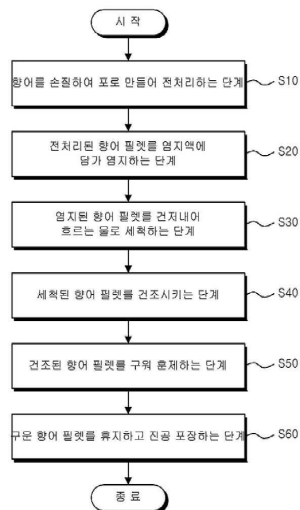 시 작
향어를 손질하여 포로 만들어 전처리하는 단계
S10
전처리된 향어 필렛를 염지액에
담가 염지하는 단계
S20
염지된 향어 필렛를 건져내어
흐르는 물로 세척하는 단계
S30
세척된 향어 필렛를 건조시키는 단계
S40
건조된 향어 필렛를 구워 훈제하는 단계
S50
구운 향어 필렛를 휴지하고 진공 포장하는 단계
S60
종 료